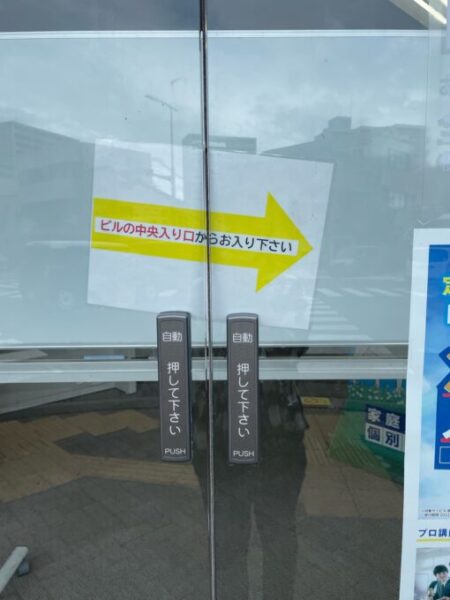 ビルの中央入り口からお入り下さい
自動
押して下さい
PUSH
自動
押して下さい
PUSH
家庭
個別
プロ講